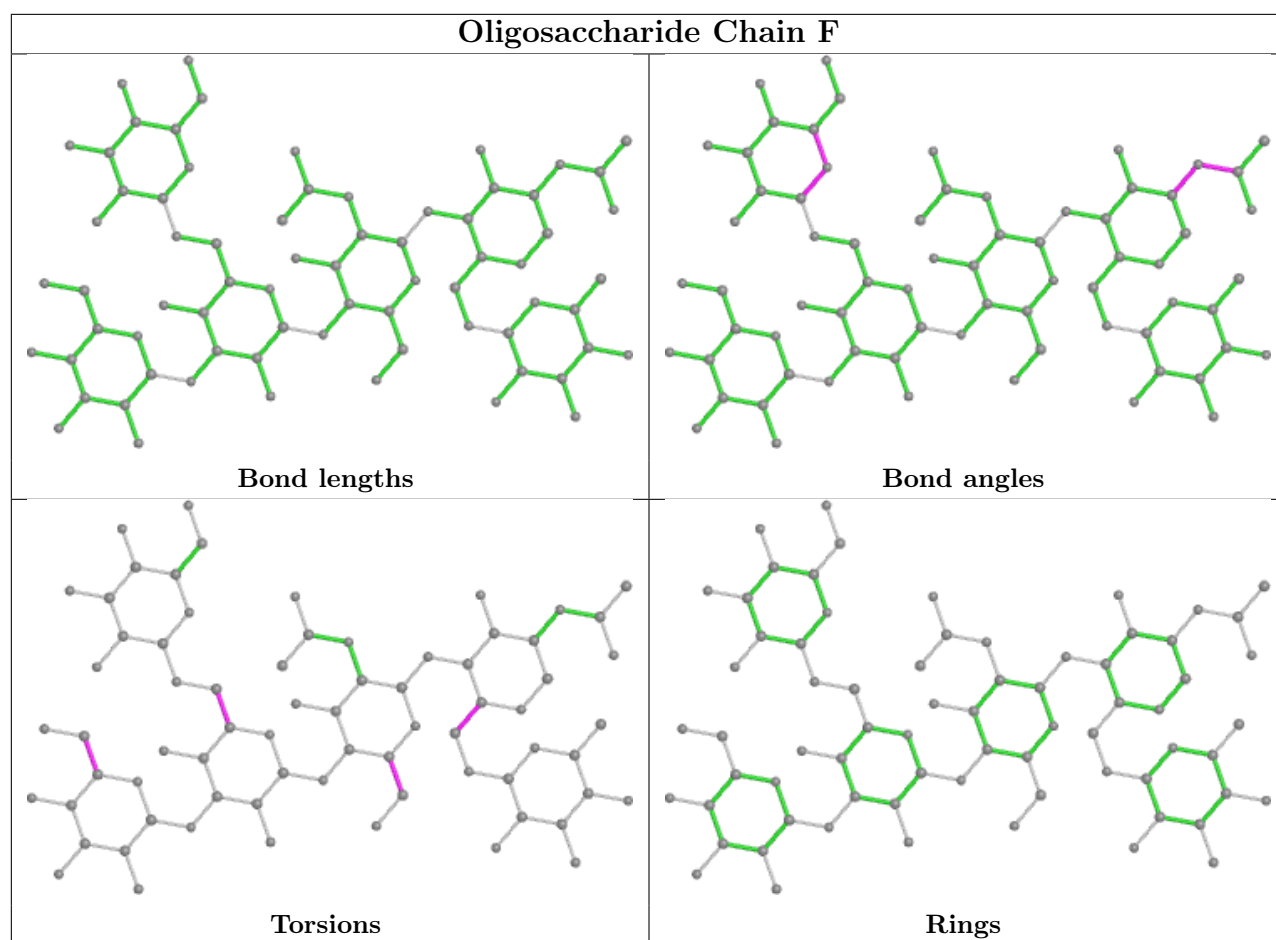 Oligosaccharide Chain F
Bond lengths
Bond angles
Torsions
Rings